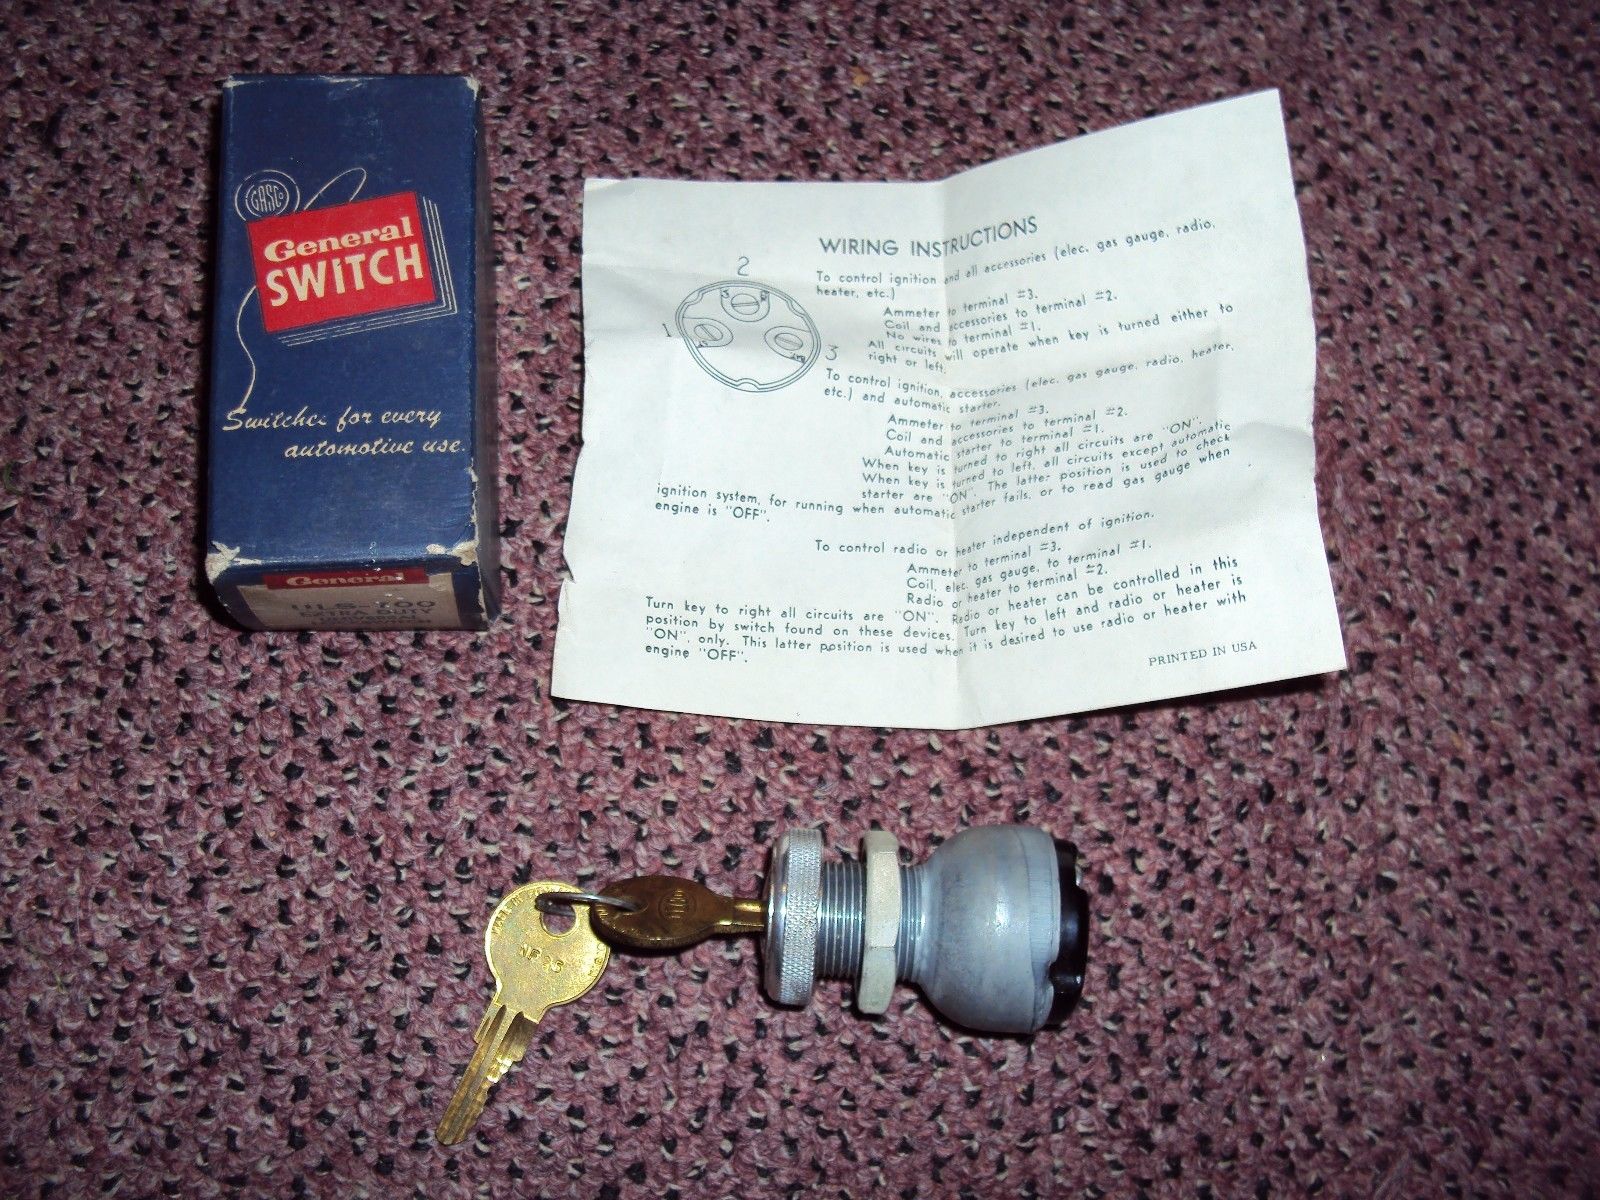 GASCo
General
SWiTCH
Switches for every
automotive use.
General
EXTRA DUTY
WIRING INSTRUCTIONS
To control ignition and all accessories (elec. gas gauge, radio,
heater, etc.)
Ammeter to terminal #3.
Coil and accessories to terminal #2.
No wires to terminal #1.
All circuits will operate when key is turned either to
right or left.
2
1
3
To control ignition, accessories (elec. gas gauge, radio, heater,
etc.) and automatic starter.
Ammeter to terminal #3.
Coil and accessories to terminal #2.
Automatic starter to terminal #1.
When key is turned to right all circuits are "ON".
When key is turned to left, all circuits except automatic
starter are "ON". The latter position is used to check
ignition system, for running when automatic starter fails, or to read gas gauge when
engine is "OFF".
To control radio or heater independent of ignition.
Ammeter to terminal #3.
Coil, elec. gas gauge, to terminal #1.
Radio or heater to terminal #2.
Turn key to right all circuits are "ON". Radio or heater can be controlled in this
position by switch found on these devices. Turn key to left and radio or heater is
"ON", only. This latter position is used when it is desired to use radio or heater with
engine "OFF".
PRINTED IN USA